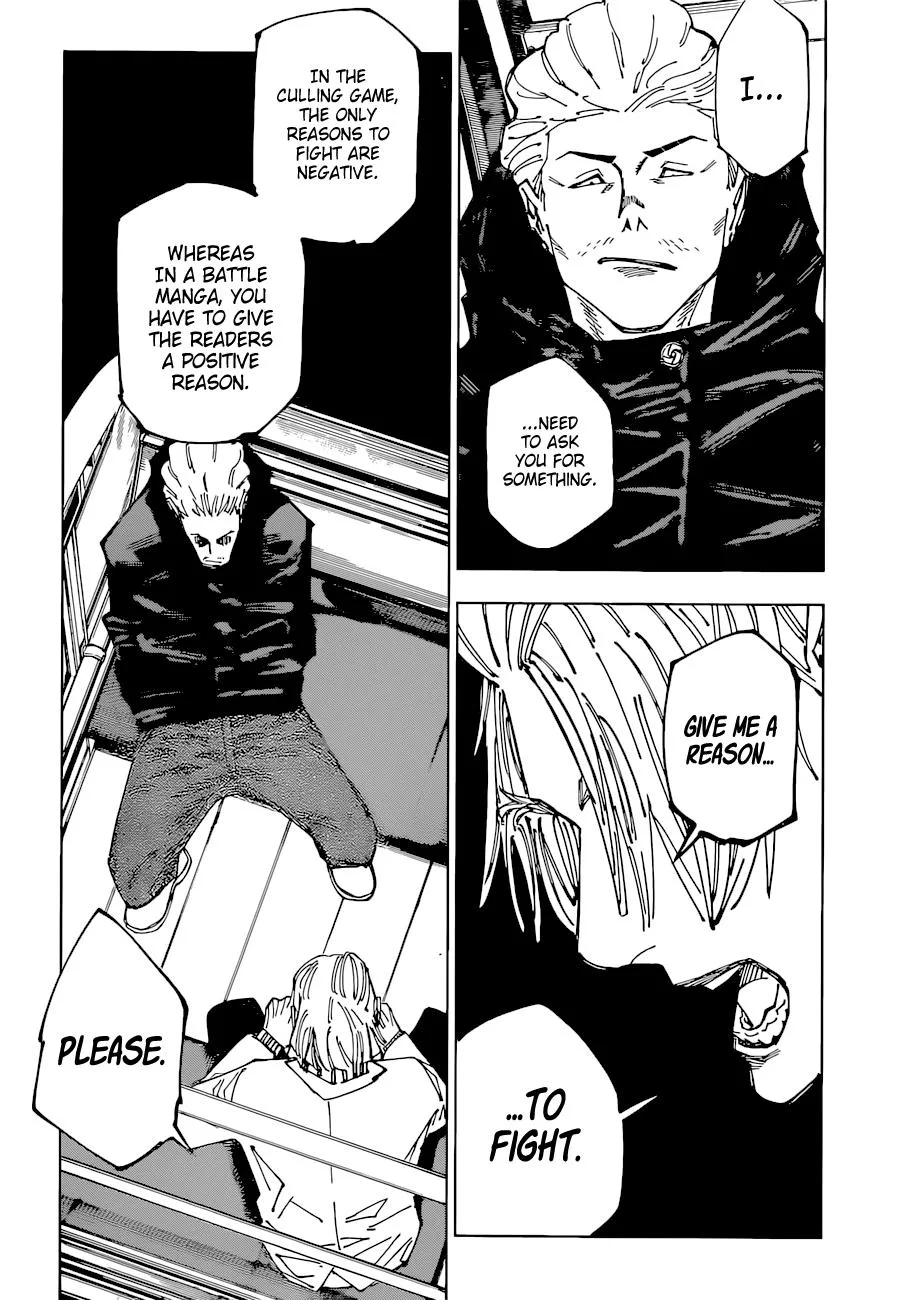 I...
...NEED
TO ASK
YOU FOR
SOMETHING.
GIVE ME A
REASON...
...TO
FIGHT.
IN THE
CULLING GAME,
THE ONLY
REASONS TO
FIGHT ARE
NEGATIVE.
WHEREAS
IN A BATTLE
MANGA, YOU
HAVE TO GIVE
THE READERS
A POSITIVE
REASON.
PLEASE.